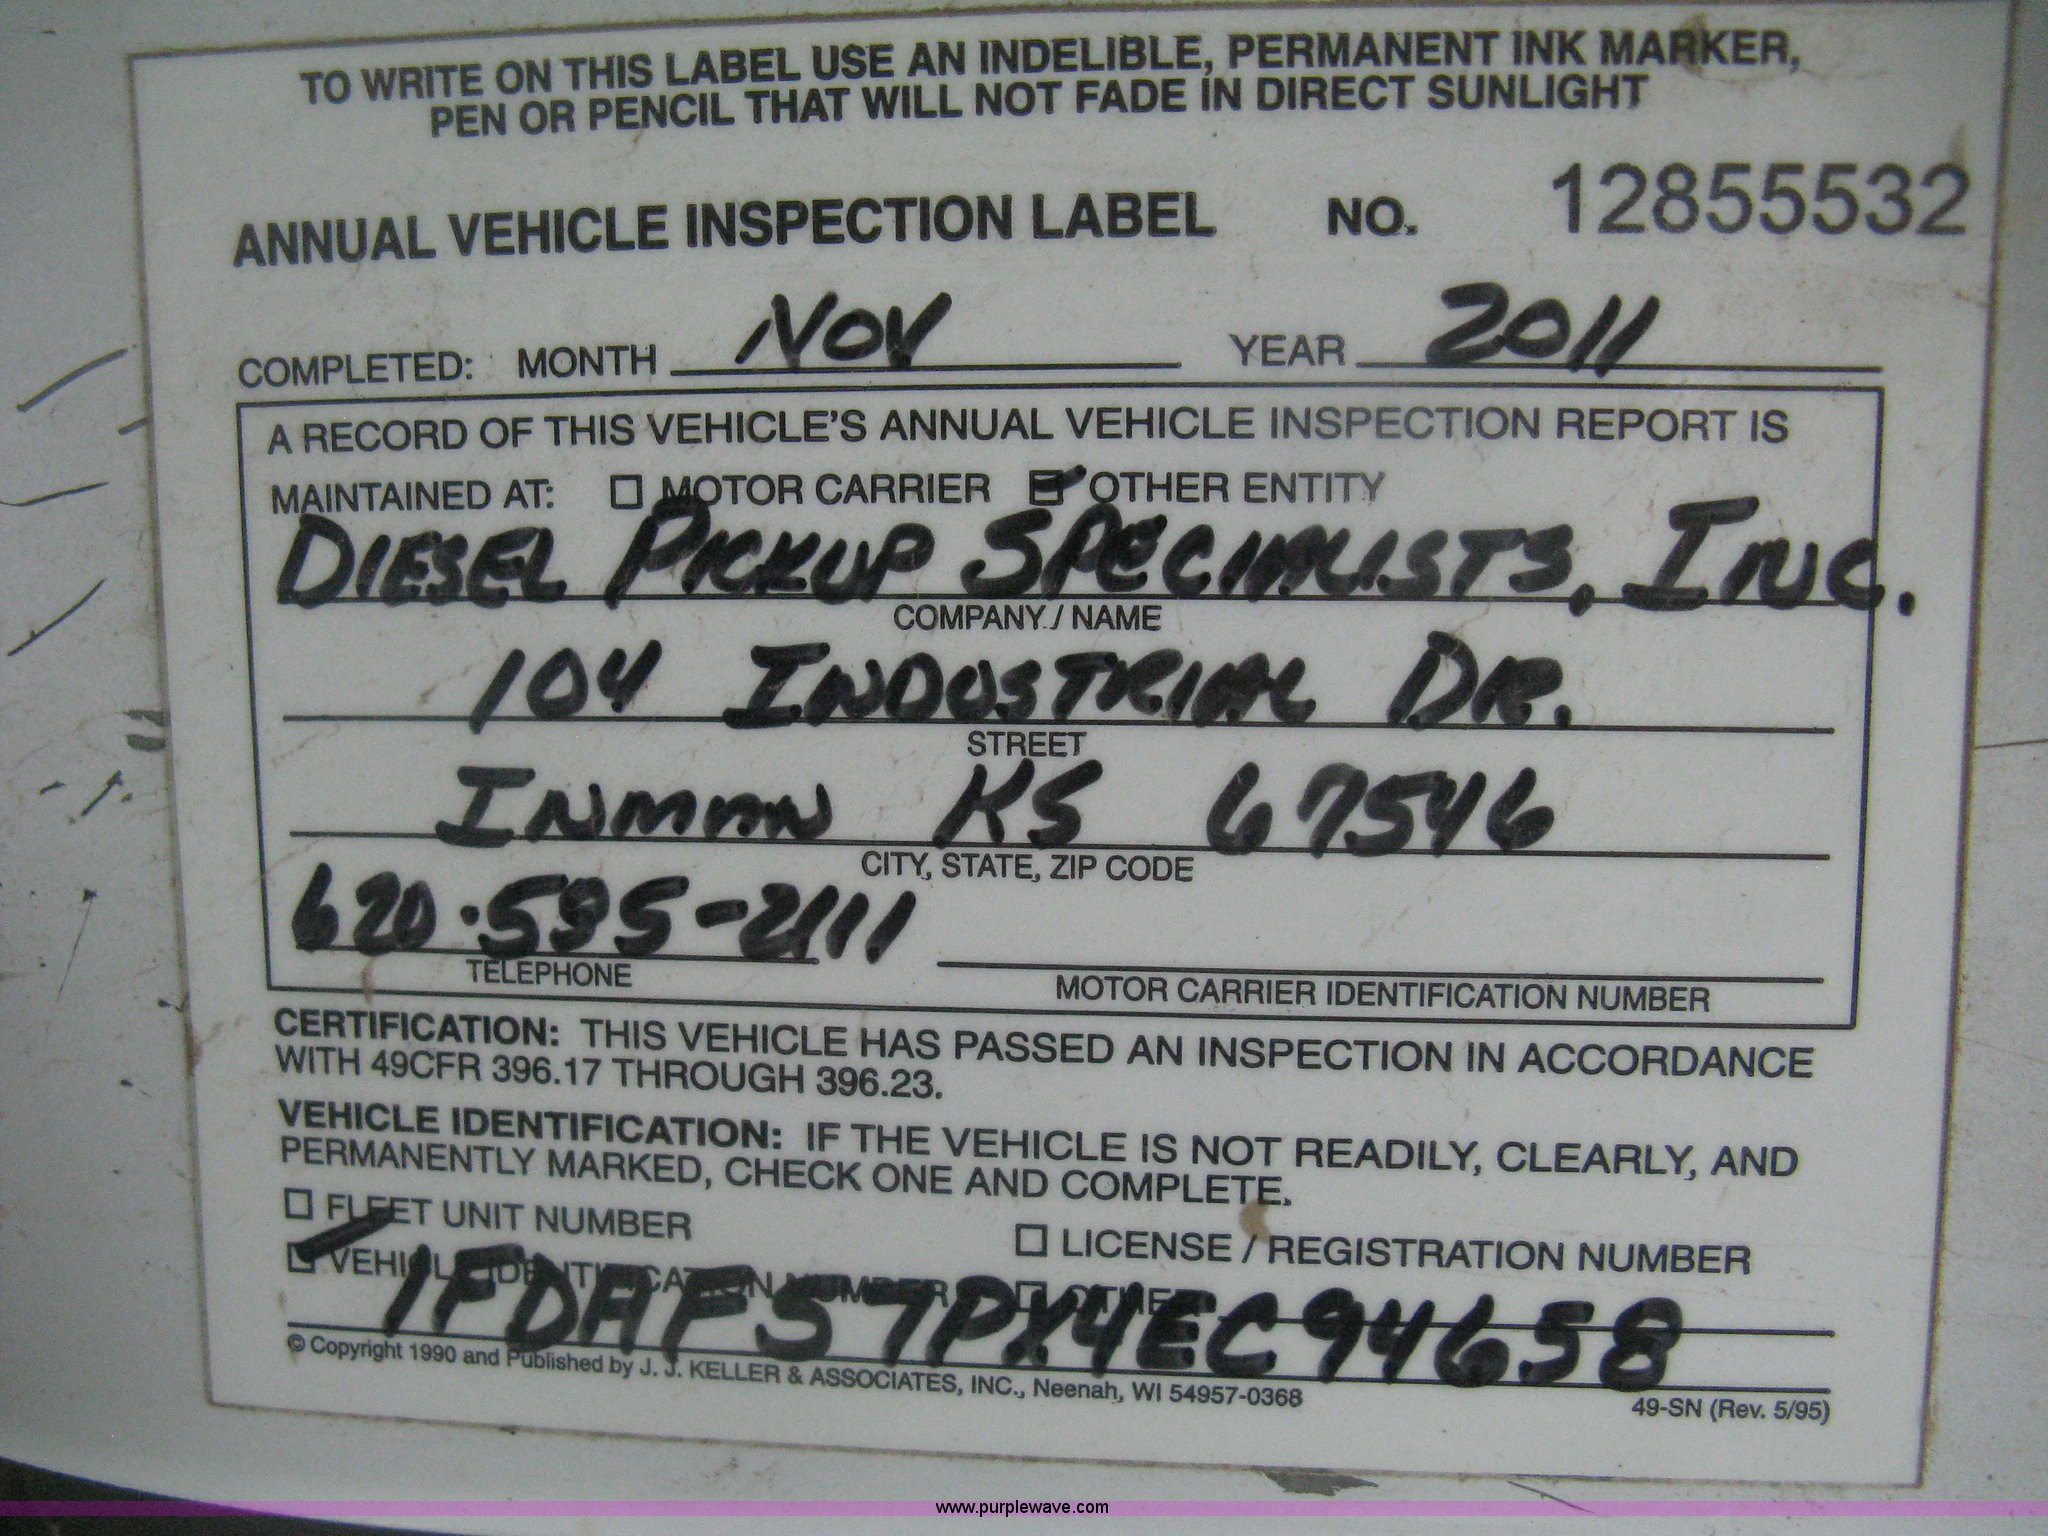 TO WRITE ON THIS LABEL USE AN INDELIBLE, PERMANENT INK MARKER,
PEN OR PENCIL THAT WILL NOT FADE IN DIRECT SUNLIGHT
ANNUAL VEHICLE INSPECTION LABEL NO. 12855532
COMPLETED: MONTH NOV YEAR 2011
A RECORD OF THIS VEHICLE'S ANNUAL VEHICLE INSPECTION REPORT IS
MAINTAINED AT: MOTOR CARRIER OTHER ENTITY
DIESEL PICKUP SPECIALISTS, INC.
COMPANY / NAME
104 INDUSTRIAL DR.
STREET
INMAN KS 67546
CITY, STATE, ZIP CODE
620-585-2111
TELEPHONE
MOTOR CARRIER IDENTIFICATION NUMBER
CERTIFICATION: THIS VEHICLE HAS PASSED AN INSPECTION IN ACCORDANCE
WITH 49CFR 396.17 THROUGH 396.23.
VEHICLE IDENTIFICATION: IF THE VEHICLE IS NOT READILY, CLEARLY, AND
PERMANENTLY MARKED, CHECK ONE AND COMPLETE.
FLEET UNIT NUMBER
LICENSE / REGISTRATION NUMBER
VEHICLE IDENTIFICATION NUMBER OTHER
1FDAF57PX4EC94658
© Copyright 1990 and Published by J. J. KELLER & ASSOCIATES, INC., Neenah, WI 54957-0368
49-SN (Rev. 5/95)
www.purplewave.com